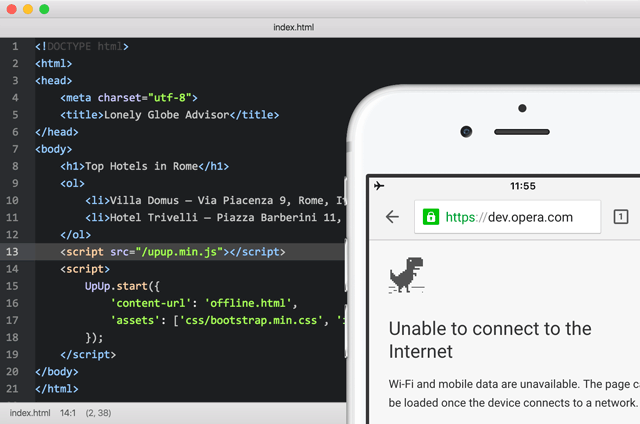 index.html
1 <!DOCTYPE html>
2 <html>
3 <head>
4 <meta charset="utf-8">
5 <title>Lonely Globe Advisor</title>
6 </head>
7 <body>
8 <h1>Top Hotels in Rome</h1>
9 <ol>
10 <li>Villa Domus – Via Piacenza 9, Rome,
11 <li>Hotel Trivelli – Piazza Barberini 11,
12 </ol>
13 <script src="/upup.min.js"></script>
14 <script>
15 UpUp.start({
16 'content-url': 'offline.html',
17 'assets': ['css/bootstrap.min.css',
18 });
19 </script>
20 </body>
21 </html>
index.html 14:1 (2, 38)
11:55
https://dev.opera.com 1
Unable to connect to the
Internet
Wi-Fi and mobile data are unavailable. The page
be loaded once the device connects to a network.